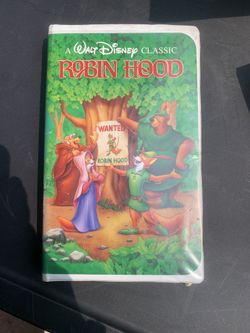 A WALT DISNEY CLASSIC
ROBIN HOOD
WANTED
ROBIN HOOD